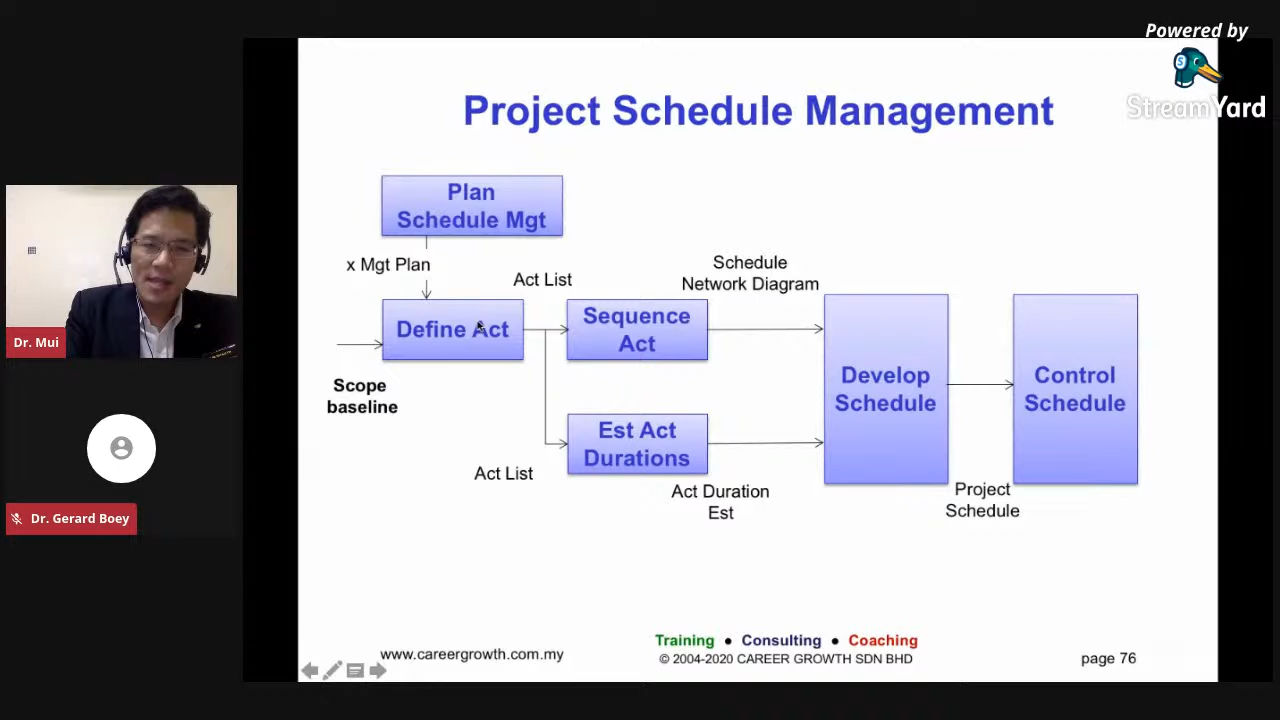 Powered by
StreamYard
Project Schedule Management
Plan
Schedule Mgt
x Mgt Plan
Act List
Schedule
Network Diagram
Define Act
Sequence
Act
Scope
baseline
Develop
Schedule
Control
Schedule
Est Act
Durations
Act List
Act Duration
Est
Project
Schedule
Dr. Mui
Dr. Gerard Boey
www.careergrowth.com.my
Training ● Consulting ● Coaching
© 2004-2020 CAREER GROWTH SDN BHD
page 76